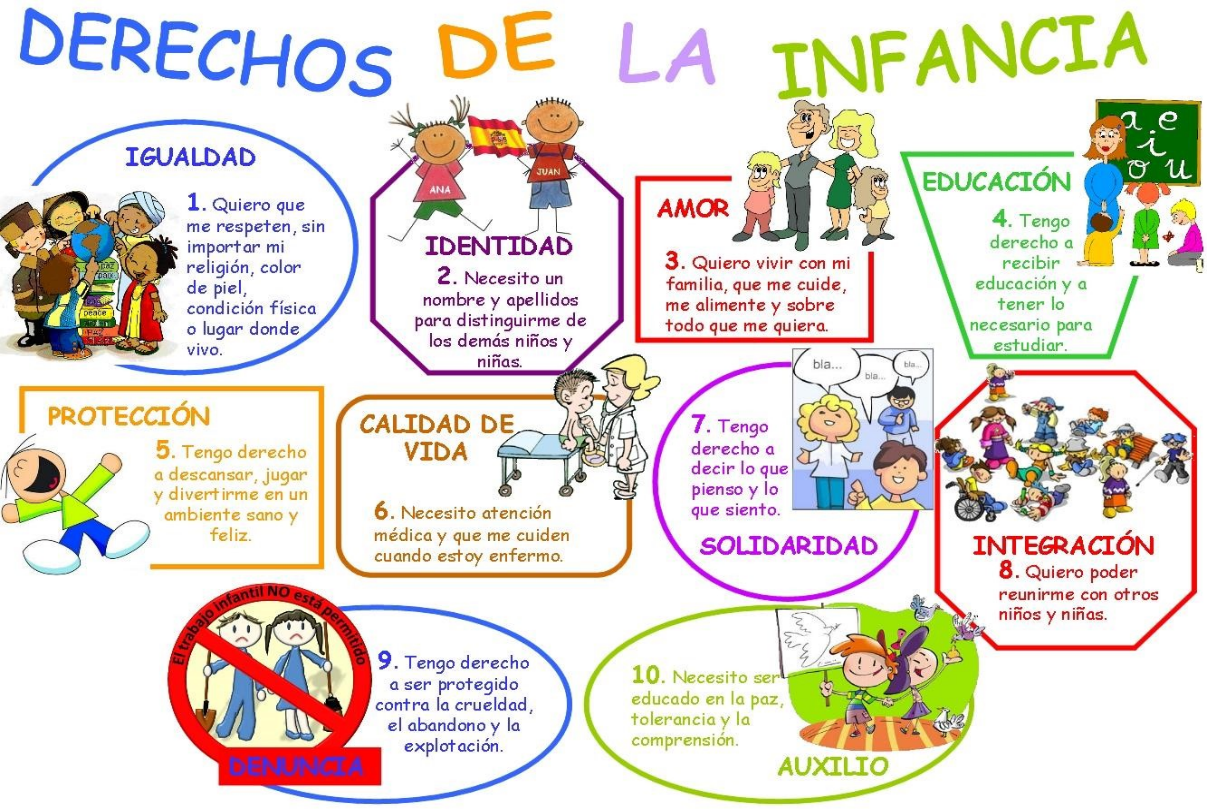 DERECHOS DE LA INFANCIA
IGUALDAD
1. Quiero que
me respeten, sin
importar mi
religión, color
de piel,
condición física
o lugar donde
vivo.
paz
peace
ANA
JUAN
IDENTIDAD
2. Necesito un
nombre y apellidos
para distinguirme de
los demás niños y
niñas.
AMOR
3. Quiero vivir con mi
familia, que me cuide,
me alimente y sobre
todo que me quiera.
a e
i
o u
EDUCACIÓN
4. Tengo
derecho a
recibir
educación y a
tener lo
necesario para
estudiar.
PROTECCIÓN
5. Tengo derecho
a descansar, jugar
y divertirme en un
ambiente sano y
feliz.
CALIDAD DE
VIDA
6. Necesito atención
médica y que me cuiden
cuando estoy enfermo.
bla...
bla...
bla...
7. Tengo
derecho a
decir lo que
pienso y lo
que siento.
SOLIDARIDAD
INTEGRACIÓN
8. Quiero poder
reunirme con otros
niños y niñas.
El trabajo infantil NO está permitido
9. Tengo derecho
a ser protegido
contra la crueldad,
el abandono y la
explotación.
DENUNCIA
10. Necesito ser
educado en la paz,
tolerancia y la
comprensión.
AUXILIO